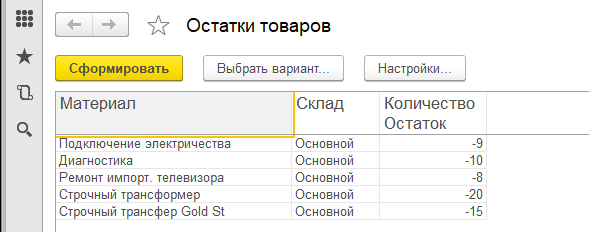 Остатки товаров
Сформировать Выбрать вариант... Настройки...
Материал Склад Количество
Остаток
Подключение электричества Основной -9
Диагностика Основной -10
Ремонт импорт. телевизора Основной -8
Строчный трансформер Основной -20
Строчный трансфер Gold St Основной -15